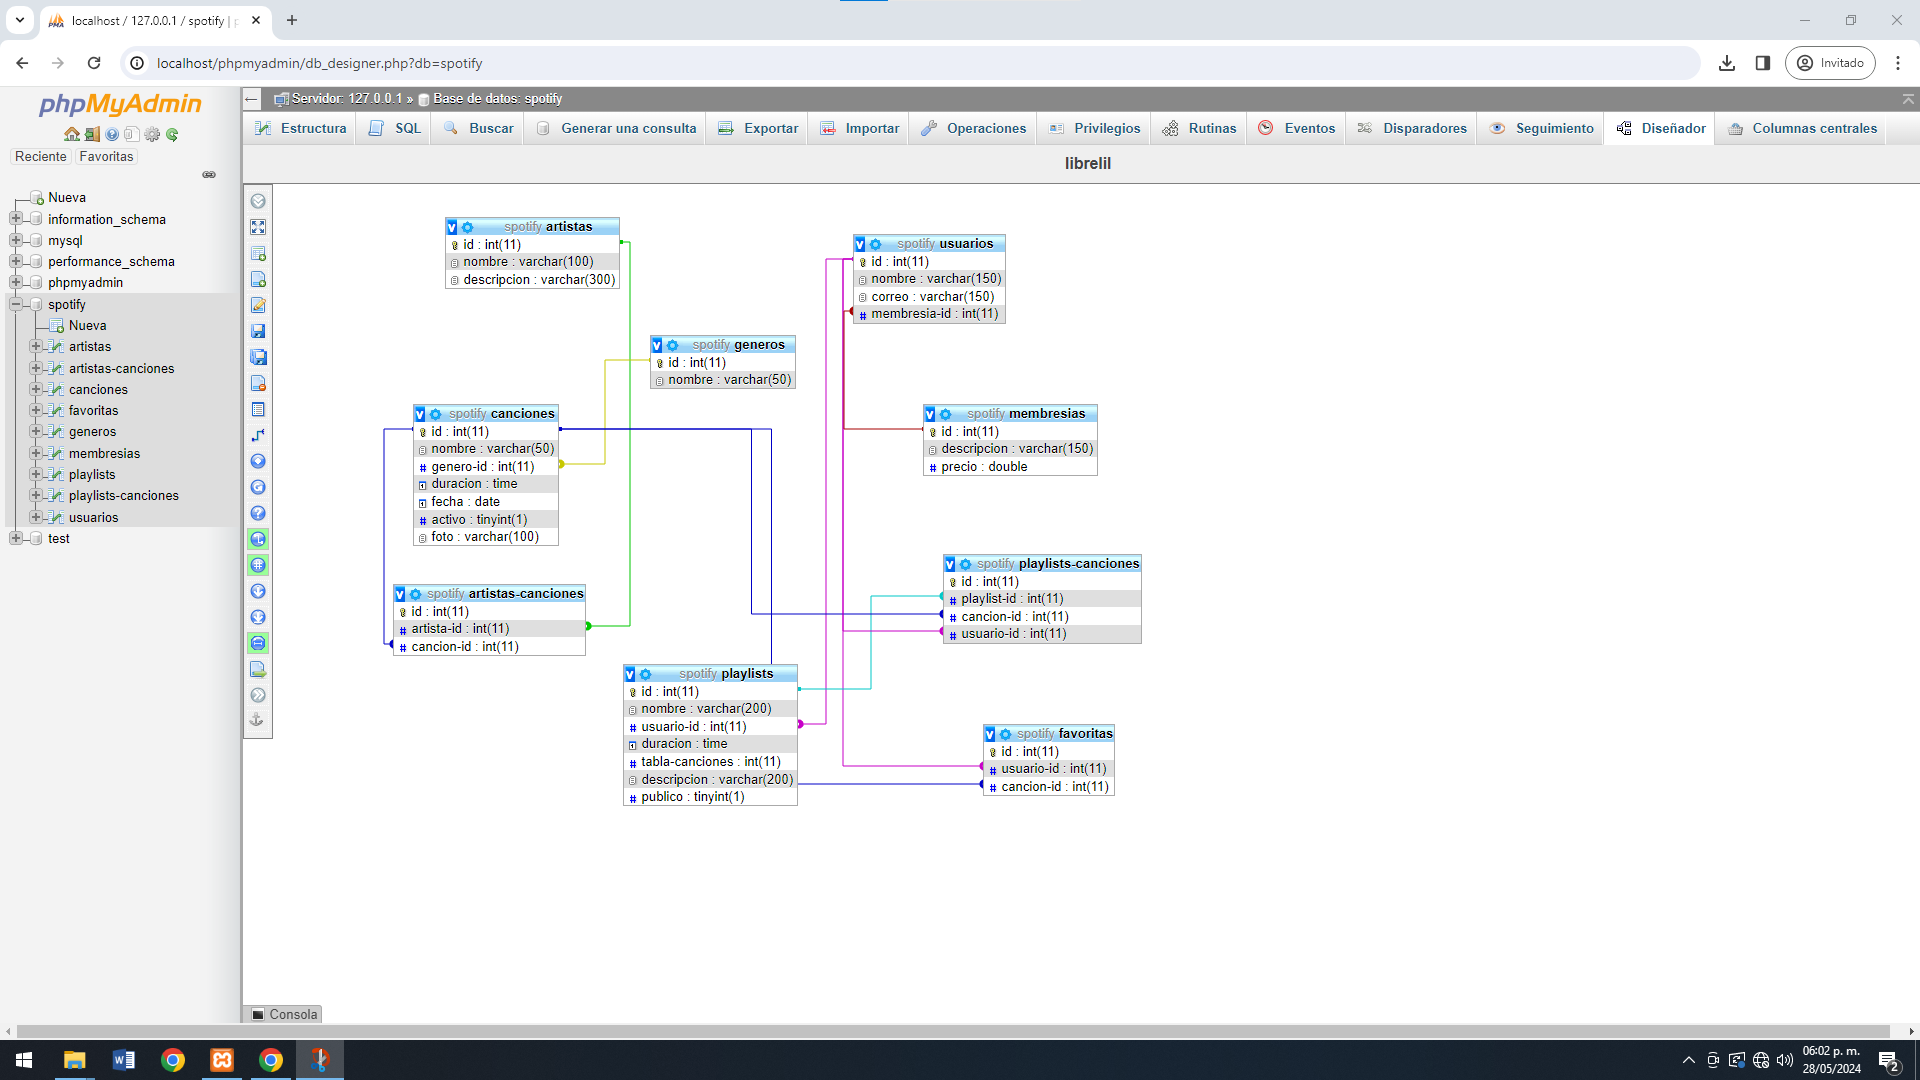 localhost / 127.0.0.1 / spotify | p
localhost/phpmyadmin/db_designer.php?db=spotify
Invitado
phpMyAdmin
Reciente
Favoritas
Nueva
information_schema
mysql
performance_schema
phpmyadmin
spotify
Nueva
artistas
artistas-canciones
canciones
favoritas
generos
membresias
playlists
playlists-canciones
usuarios
test
Servidor: 127.0.0.1 » Base de datos: spotify
Estructura
SQL
Buscar
Generar una consulta
Exportar
Importar
Operaciones
Privilegios
Rutinas
Eventos
Disparadores
Seguimiento
Diseñador
Columnas centrales
librelil
spotify artistas
id : int(11)
nombre : varchar(100)
descripcion : varchar(300)
spotify usuarios
id : int(11)
nombre : varchar(150)
correo : varchar(150)
membresia-id : int(11)
spotify generos
id : int(11)
nombre : varchar(50)
spotify canciones
id : int(11)
nombre : varchar(50)
genero-id : int(11)
duracion : time
fecha : date
activo : tinyint(1)
foto : varchar(100)
spotify membresias
id : int(11)
descripcion : varchar(150)
precio : double
spotify artistas-canciones
id : int(11)
artista-id : int(11)
cancion-id : int(11)
spotify playlists-canciones
id : int(11)
playlist-id : int(11)
cancion-id : int(11)
usuario-id : int(11)
spotify playlists
id : int(11)
nombre : varchar(200)
usuario-id : int(11)
duracion : time
tabla-canciones : int(11)
descripcion : varchar(200)
publico : tinyint(1)
spotify favoritas
id : int(11)
usuario-id : int(11)
cancion-id : int(11)
Consola
06:02 p. m.
28/05/2024
2